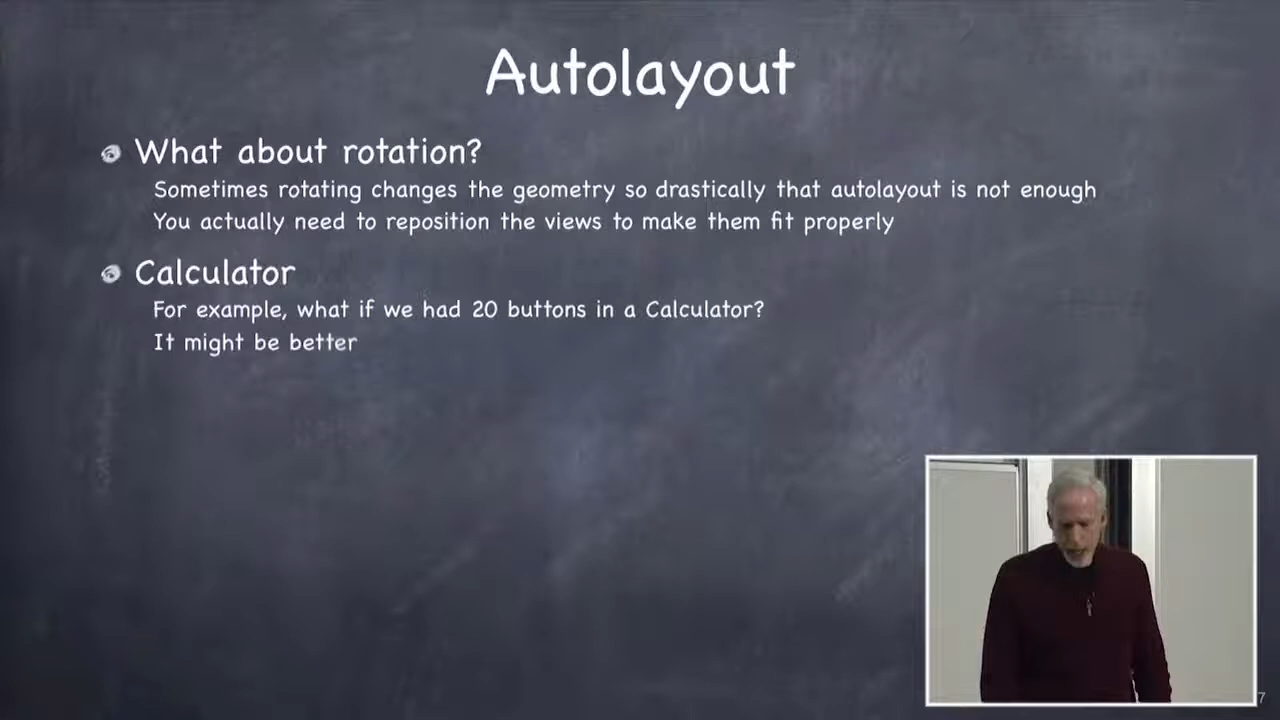 Autolayout
What about rotation?
Sometimes rotating changes the geometry so drastically that autolayout is not enough
You actually need to reposition the views to make them fit properly
Calculator
For example, what if we had 20 buttons in a Calculator?
It might be better
7